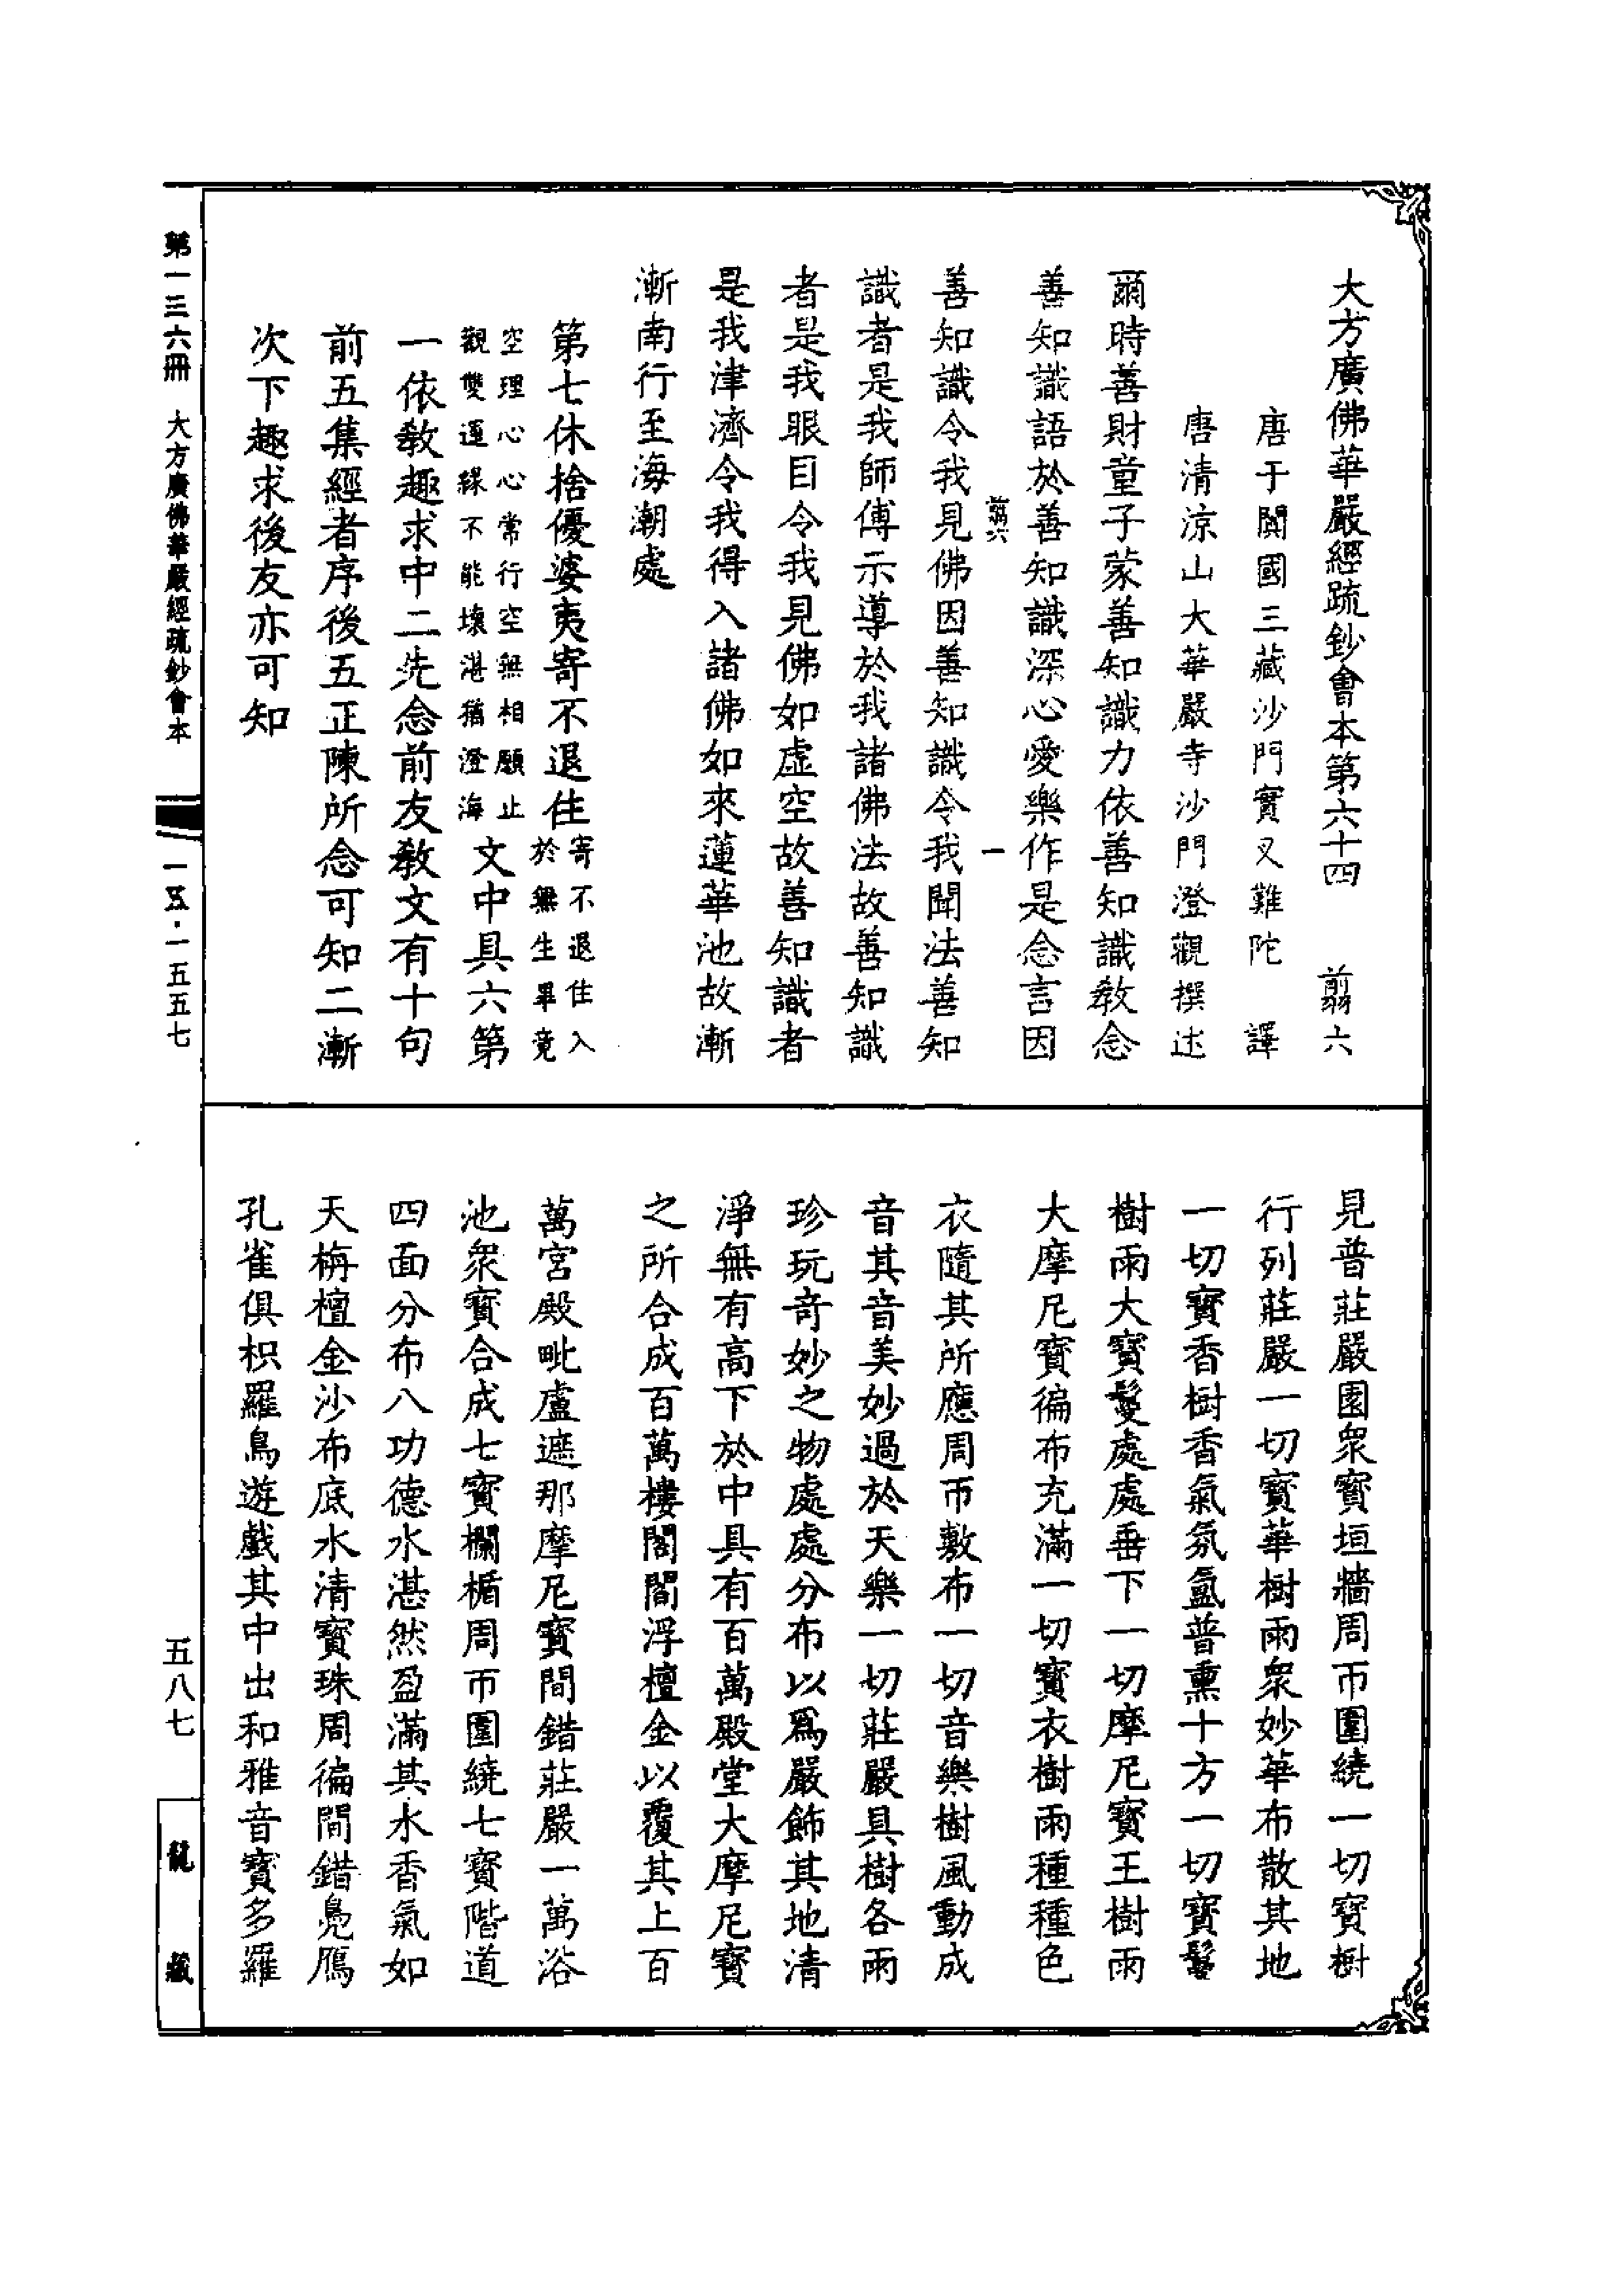 大方廣佛華嚴經疏鈔會本第六十四　翦六
唐于闐國三藏沙門實叉難陀　譯
唐清涼山大華嚴寺沙門澄觀撰述
爾時善財童子蒙善知識力依善知識教念
善知識語於善知識深心愛樂作是念言因
翦六　一
善知識令我見佛因善知識令我聞法善知
識者是我師傅示導於我諸佛法故善知識
者是我眼目令我見佛如虛空故善知識者
是我津濟令我得入諸佛如來蓮華池故漸
漸南行至海潮處
第七休捨優婆夷寄不退住寄不退住入
於無生畢竟
空理心心常行空無相願止
觀雙運緣不能壞湛猶澄海文中具六第
一依教趣求中二先念前友教文有十句
前五集經者序後五正陳所念可知二漸
次下趣求後友亦可知
見普莊嚴園眾寶垣牆周帀圍繞一切寶樹
行列莊嚴一切寶華樹雨眾妙華布散其地
一切寶香樹香氣氛氳普熏十方一切寶鬘
樹雨大寶鬘處處垂下一切摩尼寶王樹雨
大摩尼寶徧布充滿一切寶衣樹雨種種色
衣隨其所應周帀敷布一切音樂樹風動成
音其音美妙過於天樂一切莊嚴具樹各雨
珍玩奇妙之物處處分布以為嚴飾其地清
淨無有高下於中具有百萬殿堂大摩尼寶
之所合成百萬樓閣閻浮檀金以覆其上百
萬宮殿毗盧遮那摩尼寶間錯莊嚴一萬浴
池眾寶合成七寶欄楯周帀圍繞七寶階道
四面分布八功德水湛然盈滿其水香氣如
天栴檀金沙布底水清寶珠周徧間錯鳧鴈
孔雀俱枳羅鳥遊戲其中出和雅音寶多羅
第一三六冊　大方廣佛華嚴經疏鈔會本
一五·一五五七
五八七
龍藏